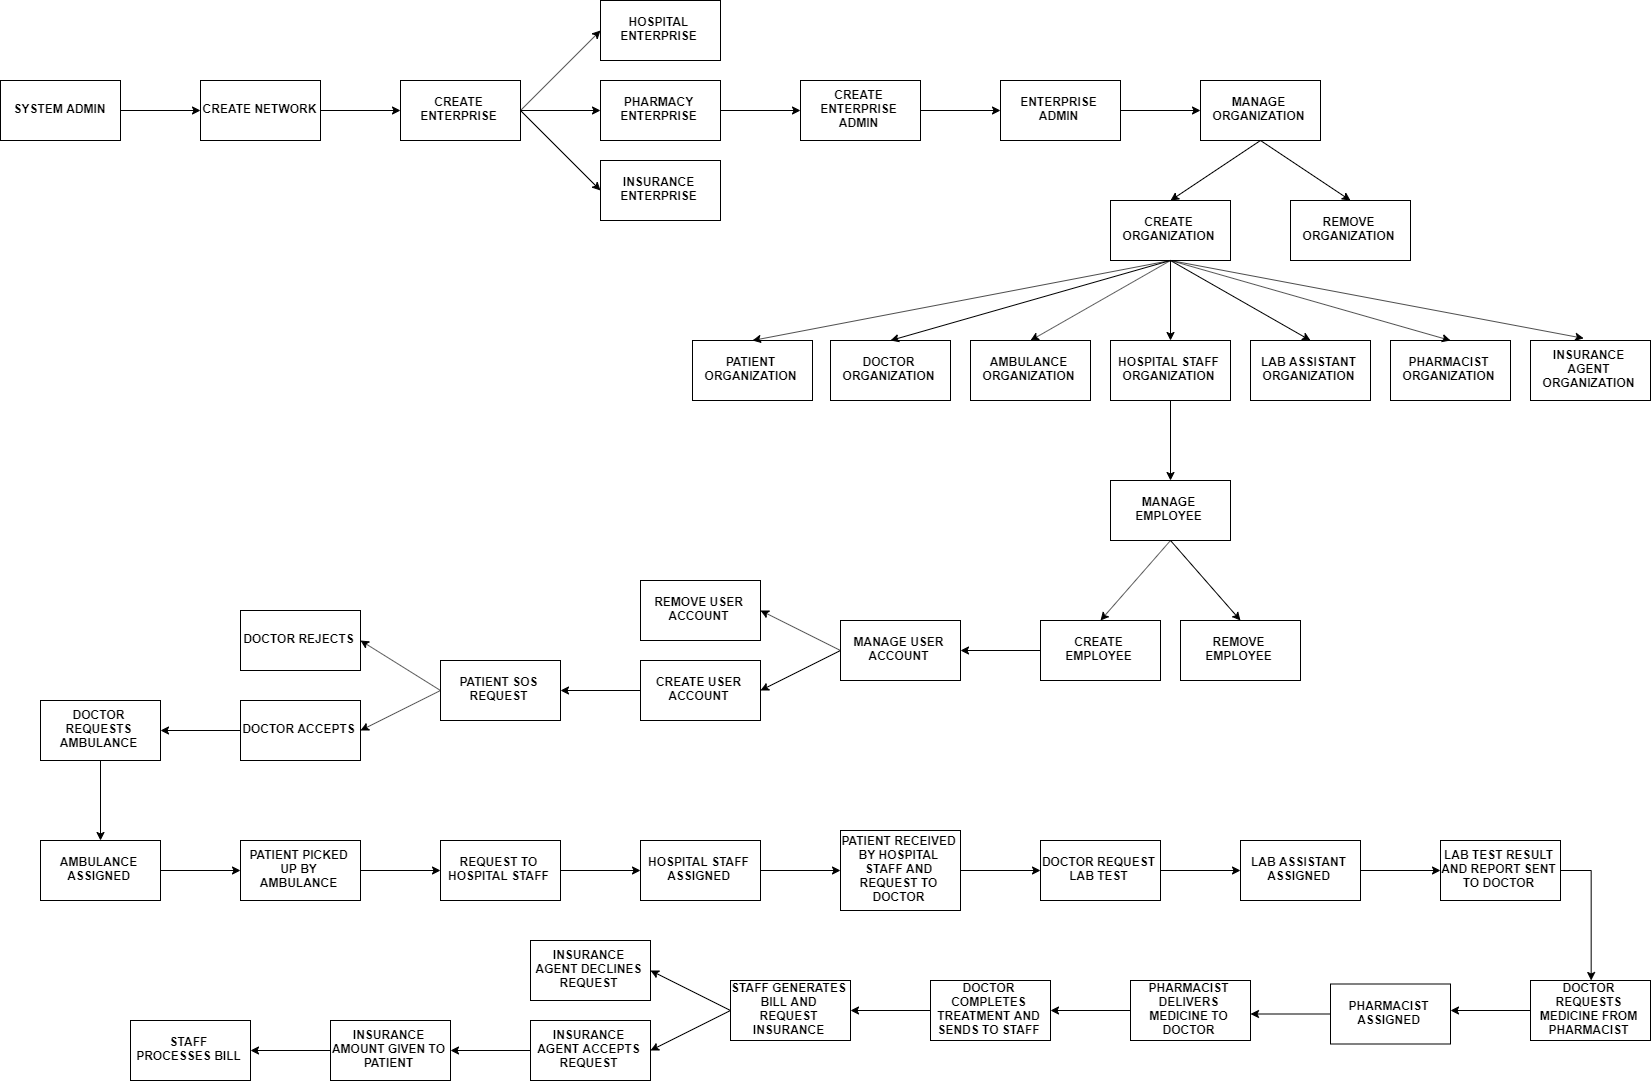 HOSPITAL
ENTERPRISE
SYSTEM ADMIN
CREATE NETWORK
CREATE
ENTERPRISE
PHARMACY
ENTERPRISE
CREATE
ENTERPRISE
ADMIN
ENTERPRISE
ADMIN
MANAGE
ORGANIZATION
INSURANCE
ENTERPRISE
CREATE
ORGANIZATION
REMOVE
ORGANIZATION
PATIENT
ORGANIZATION
DOCTOR
ORGANIZATION
AMBULANCE
ORGANIZATION
HOSPITAL STAFF
ORGANIZATION
LAB ASSISTANT
ORGANIZATION
PHARMACIST
ORGANIZATION
INSURANCE
AGENT
ORGANIZATION
MANAGE
EMPLOYEE
CREATE
EMPLOYEE
REMOVE
EMPLOYEE
MANAGE USER
ACCOUNT
REMOVE USER
ACCOUNT
CREATE USER
ACCOUNT
PATIENT SOS
REQUEST
DOCTOR REJECTS
DOCTOR ACCEPTS
DOCTOR
REQUESTS
AMBULANCE
AMBULANCE
ASSIGNED
PATIENT PICKED
UP BY
AMBULANCE
REQUEST TO
HOSPITAL STAFF
HOSPITAL STAFF
ASSIGNED
PATIENT RECEIVED
BY HOSPITAL
STAFF AND
REQUEST TO
DOCTOR
DOCTOR REQUEST
LAB TEST
LAB ASSISTANT
ASSIGNED
LAB TEST RESULT
AND REPORT SENT
TO DOCTOR
DOCTOR
REQUESTS
MEDICINE FROM
PHARMACIST
PHARMACIST
ASSIGNED
PHARMACIST
DELIVERS
MEDICINE TO
DOCTOR
DOCTOR
COMPLETES
TREATMENT AND
SENDS TO STAFF
STAFF GENERATES
BILL AND
REQUEST
INSURANCE
INSURANCE
AGENT DECLINES
REQUEST
INSURANCE
AGENT ACCEPTS
REQUEST
INSURANCE
AMOUNT GIVEN TO
PATIENT
STAFF
PROCESSES BILL